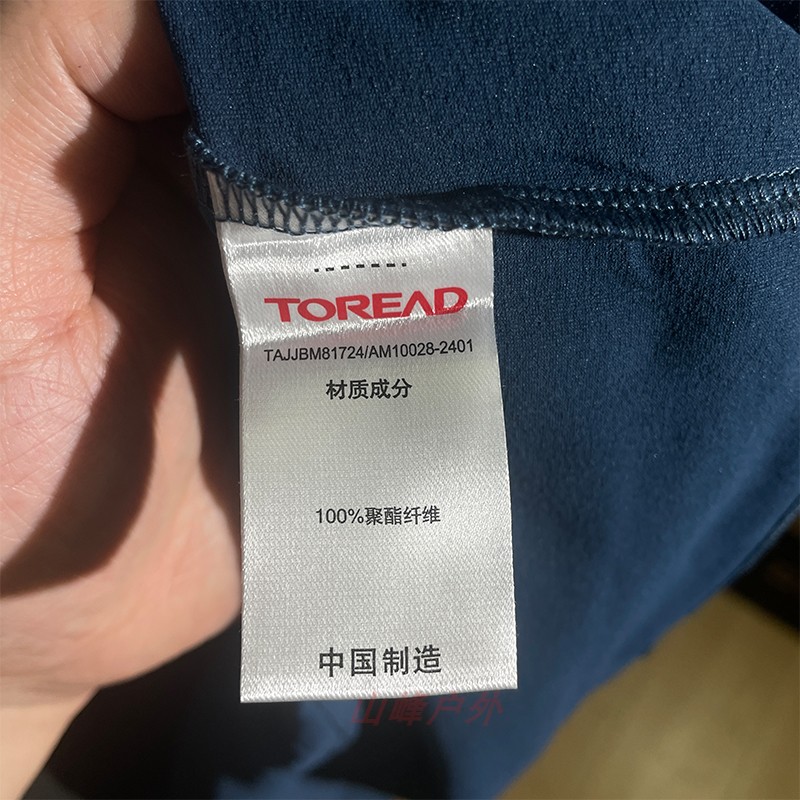 TOREAD
TAJJBM81724/AM10028-2401
材质成分
100%聚酯纤维
中国制造
山峰户外